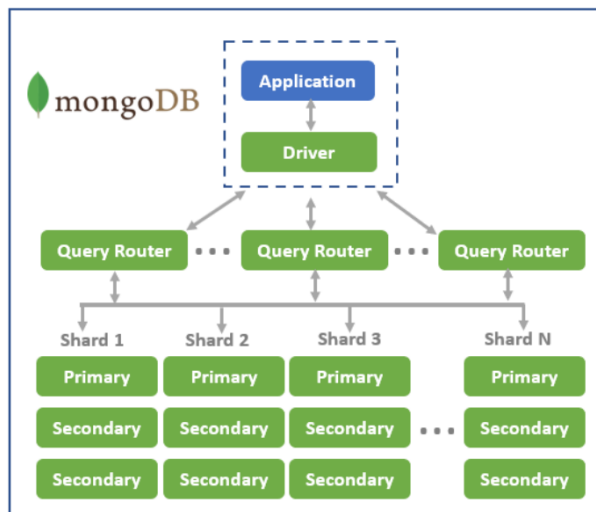 mongoDB
Application
Driver
Query Router ... Query Router ... Query Router
Shard 1 Shard 2 Shard 3 Shard N
Primary Primary Primary Primary
Secondary Secondary Secondary ... Secondary
Secondary Secondary Secondary Secondary